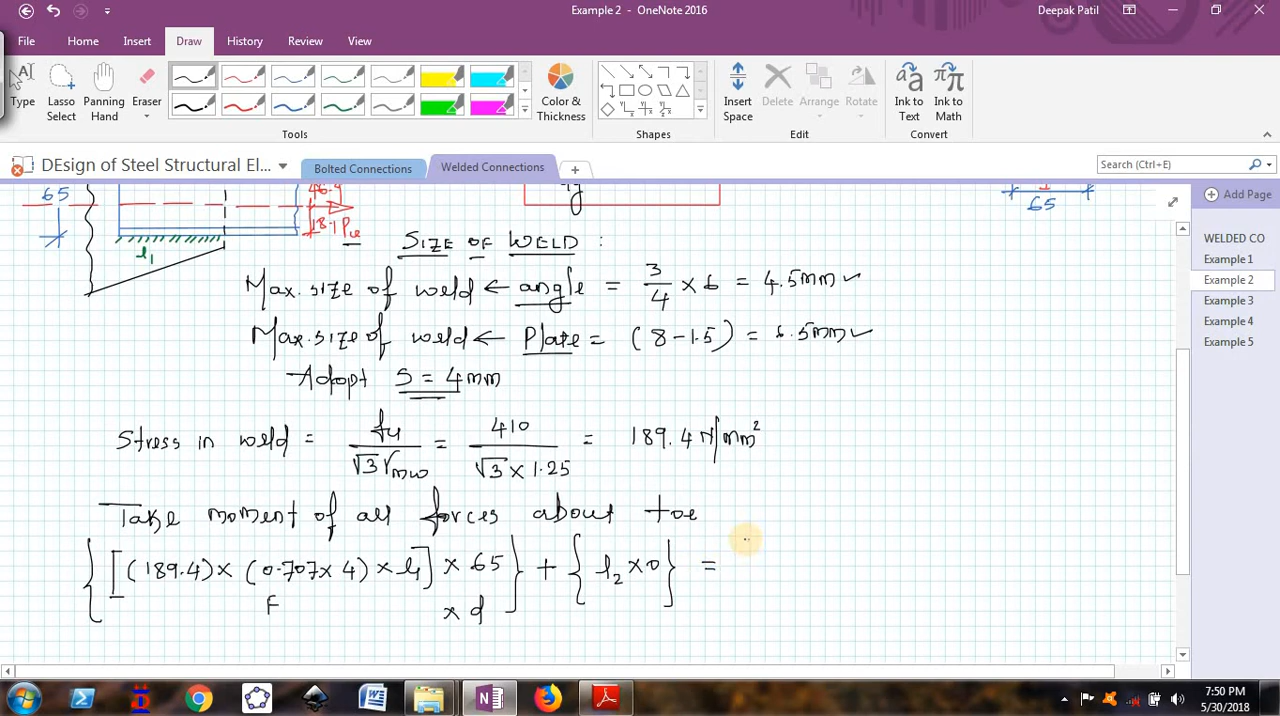 Example 2 - OneNote 2016
Deepak Patil
File Home Insert Draw History Review View
Type
Lasso Select
Panning Hand
Eraser
Color & Thickness
Insert Space
Delete
Arrange
Rotate
Ink to Text
Ink to Math
Tools
Shapes
Edit
Convert
DEsign of Steel Structural El...
Bolted Connections
Welded Connections
Search (Ctrl+E)
Add Page
WELDED CO
Example 1
Example 2
Example 3
Example 4
Example 5
65
46.9
18.1
l₁
65
SIZE OF WELD :
Max. size of weld ← angle = 3/4 × 6 = 4.5mm ✓
Max. size of weld ← Plate = (8 - 1.5) = 6.5mm ✓
Adopt S = 4mm
Stress in weld = fu/√3γmw = 410/√3 × 1.25 = 189.4 N/mm²
Take moment of all forces about toe
{[(189.4) × (0.707 × 4) × l₁] × 65} + {l₂ × 0} =
F × d
7:50 PM
5/30/2018